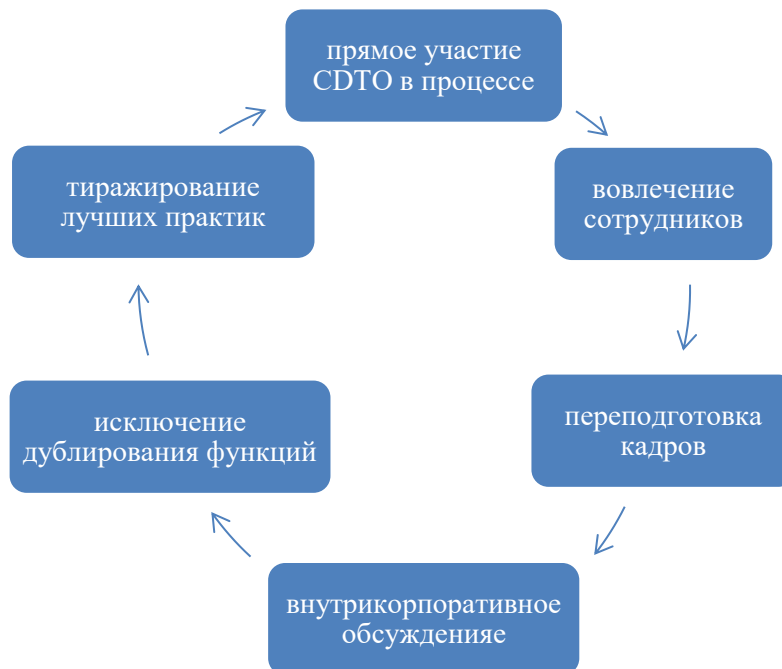 прямое участие
CDTO в процессе
вовлечение
сотрудников
переподготовка
кадров
внутрикорпоративное
обсужденияе
исключение
дублирования функций
тиражирование
лучших практик